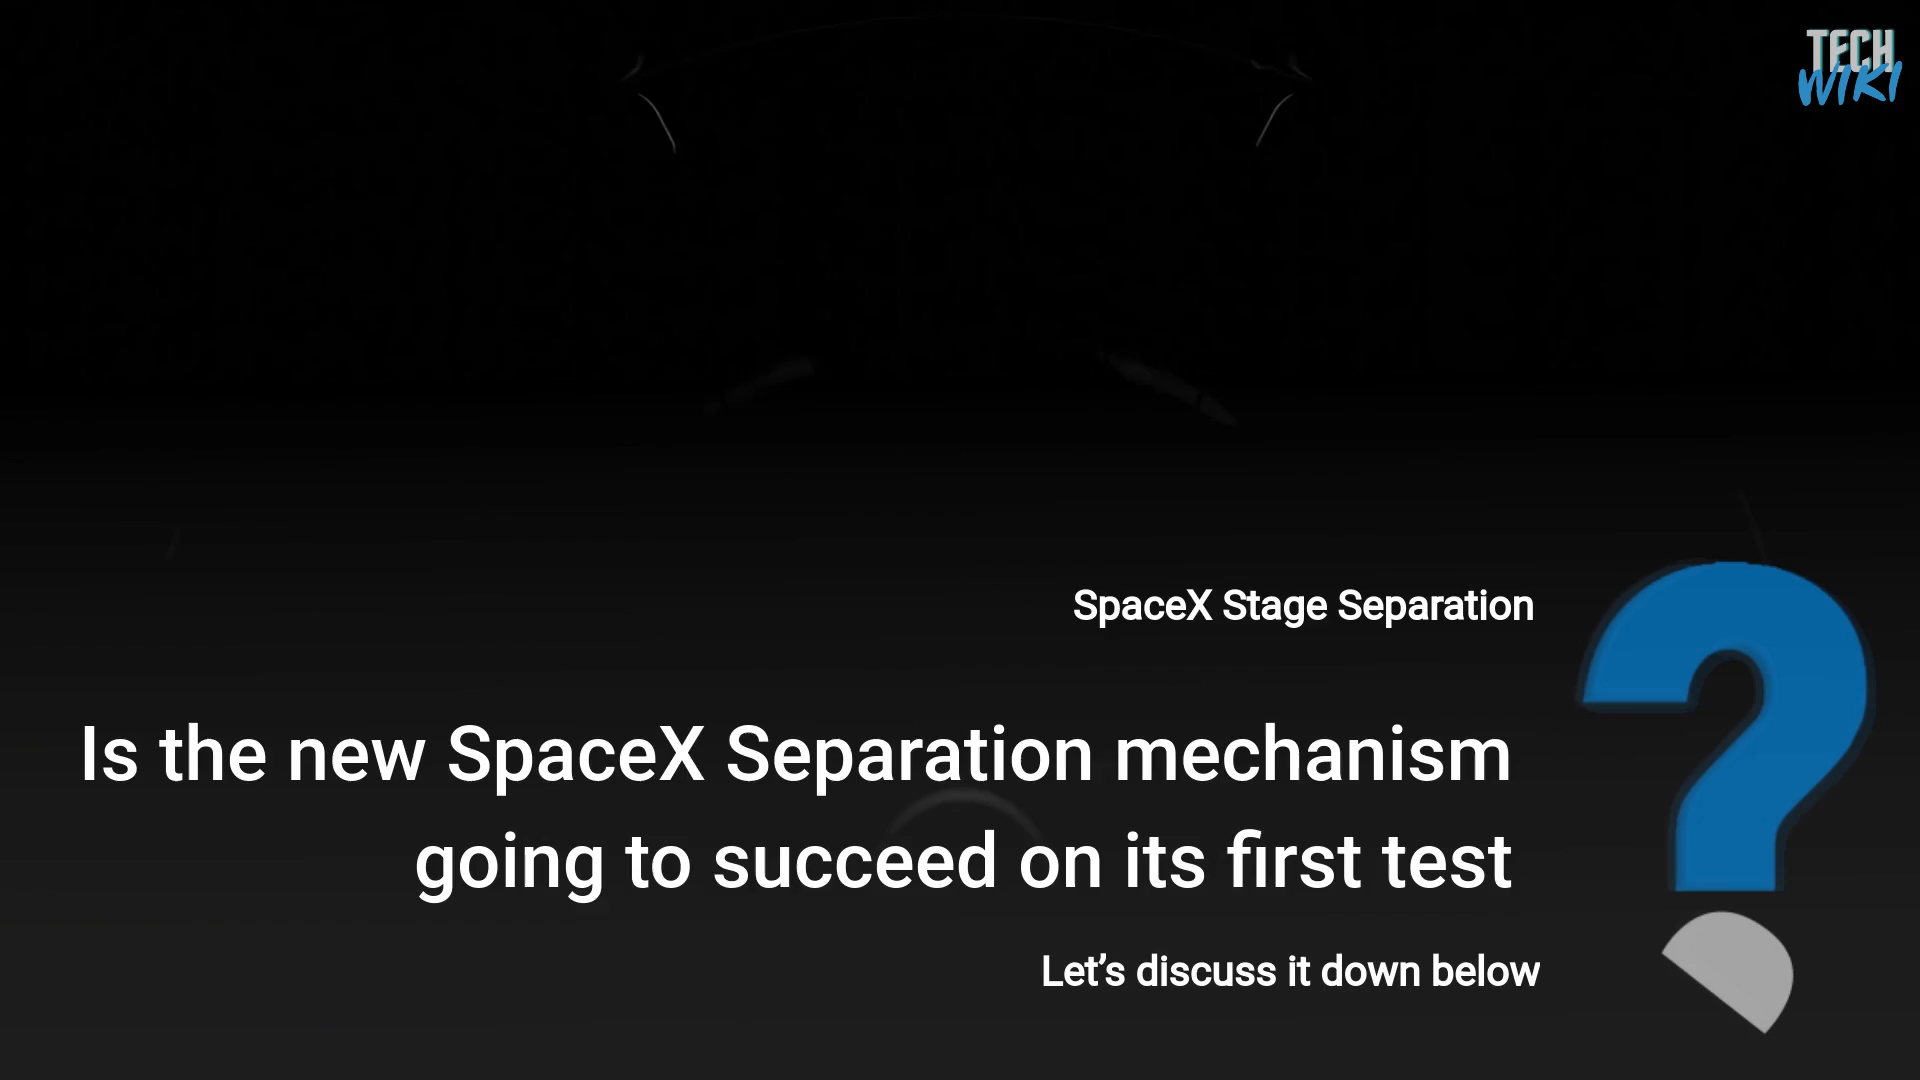 TECH
WIKI
SpaceX Stage Separation
Is the new SpaceX Separation mechanism
going to succeed on its first test
?
Let’s discuss it down below